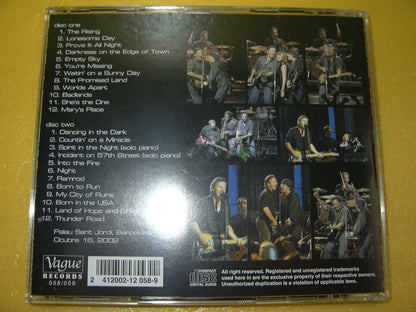 disc one
1. The Rising
2. Lonesome Day
3. Prove It All Night
4. Darkness on the Edge of Town
5. Empty Sky
6. You're Missing
7. Waitin' on a Sunny Day
8. The Promised Land
9. Worlds Apart
10. Badlands
11. She's the One
12. Mary's Place
disc two
1. Dancing in the Dark
2. Countin' on a Miracle
3. Spirit in the Night (solo piano)
4. Incident on 57th Street (solo piano)
5. Into the Fire
6. Night
7. Ramrod
8. Born to Run
9. My City of Ruins
10. Born in the USA
11. Land of Hope and
12. Thunder Road
Palau Sant Jordi,
Ocubre 16, 2002
Vague
RECORDS
058/059
2 412002-12 058-9
COMPACT
disc
DIGITAL AUDIO
All right reserved. Registered and unregistered trademarks
used here in are the exclusive property of their respective owners.
Unauthorized duplication is a violation of applicable laws.